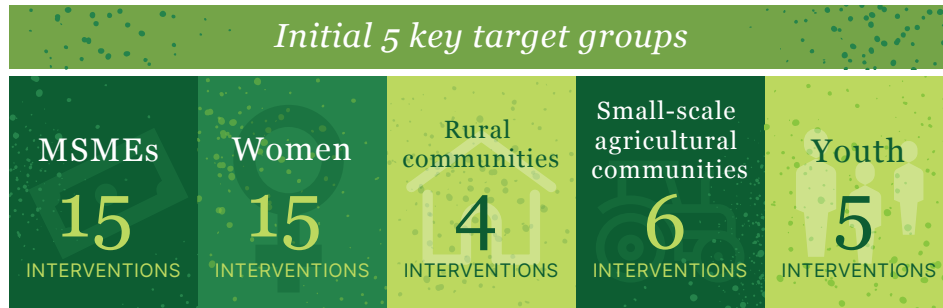 Initial 5 key target groups
MSMEs
15
INTERVENTIONS
Women
15
INTERVENTIONS
Rural
communities
4
INTERVENTIONS
Small-scale
agricultural
communities
6
INTERVENTIONS
Youth
5
INTERVENTIONS